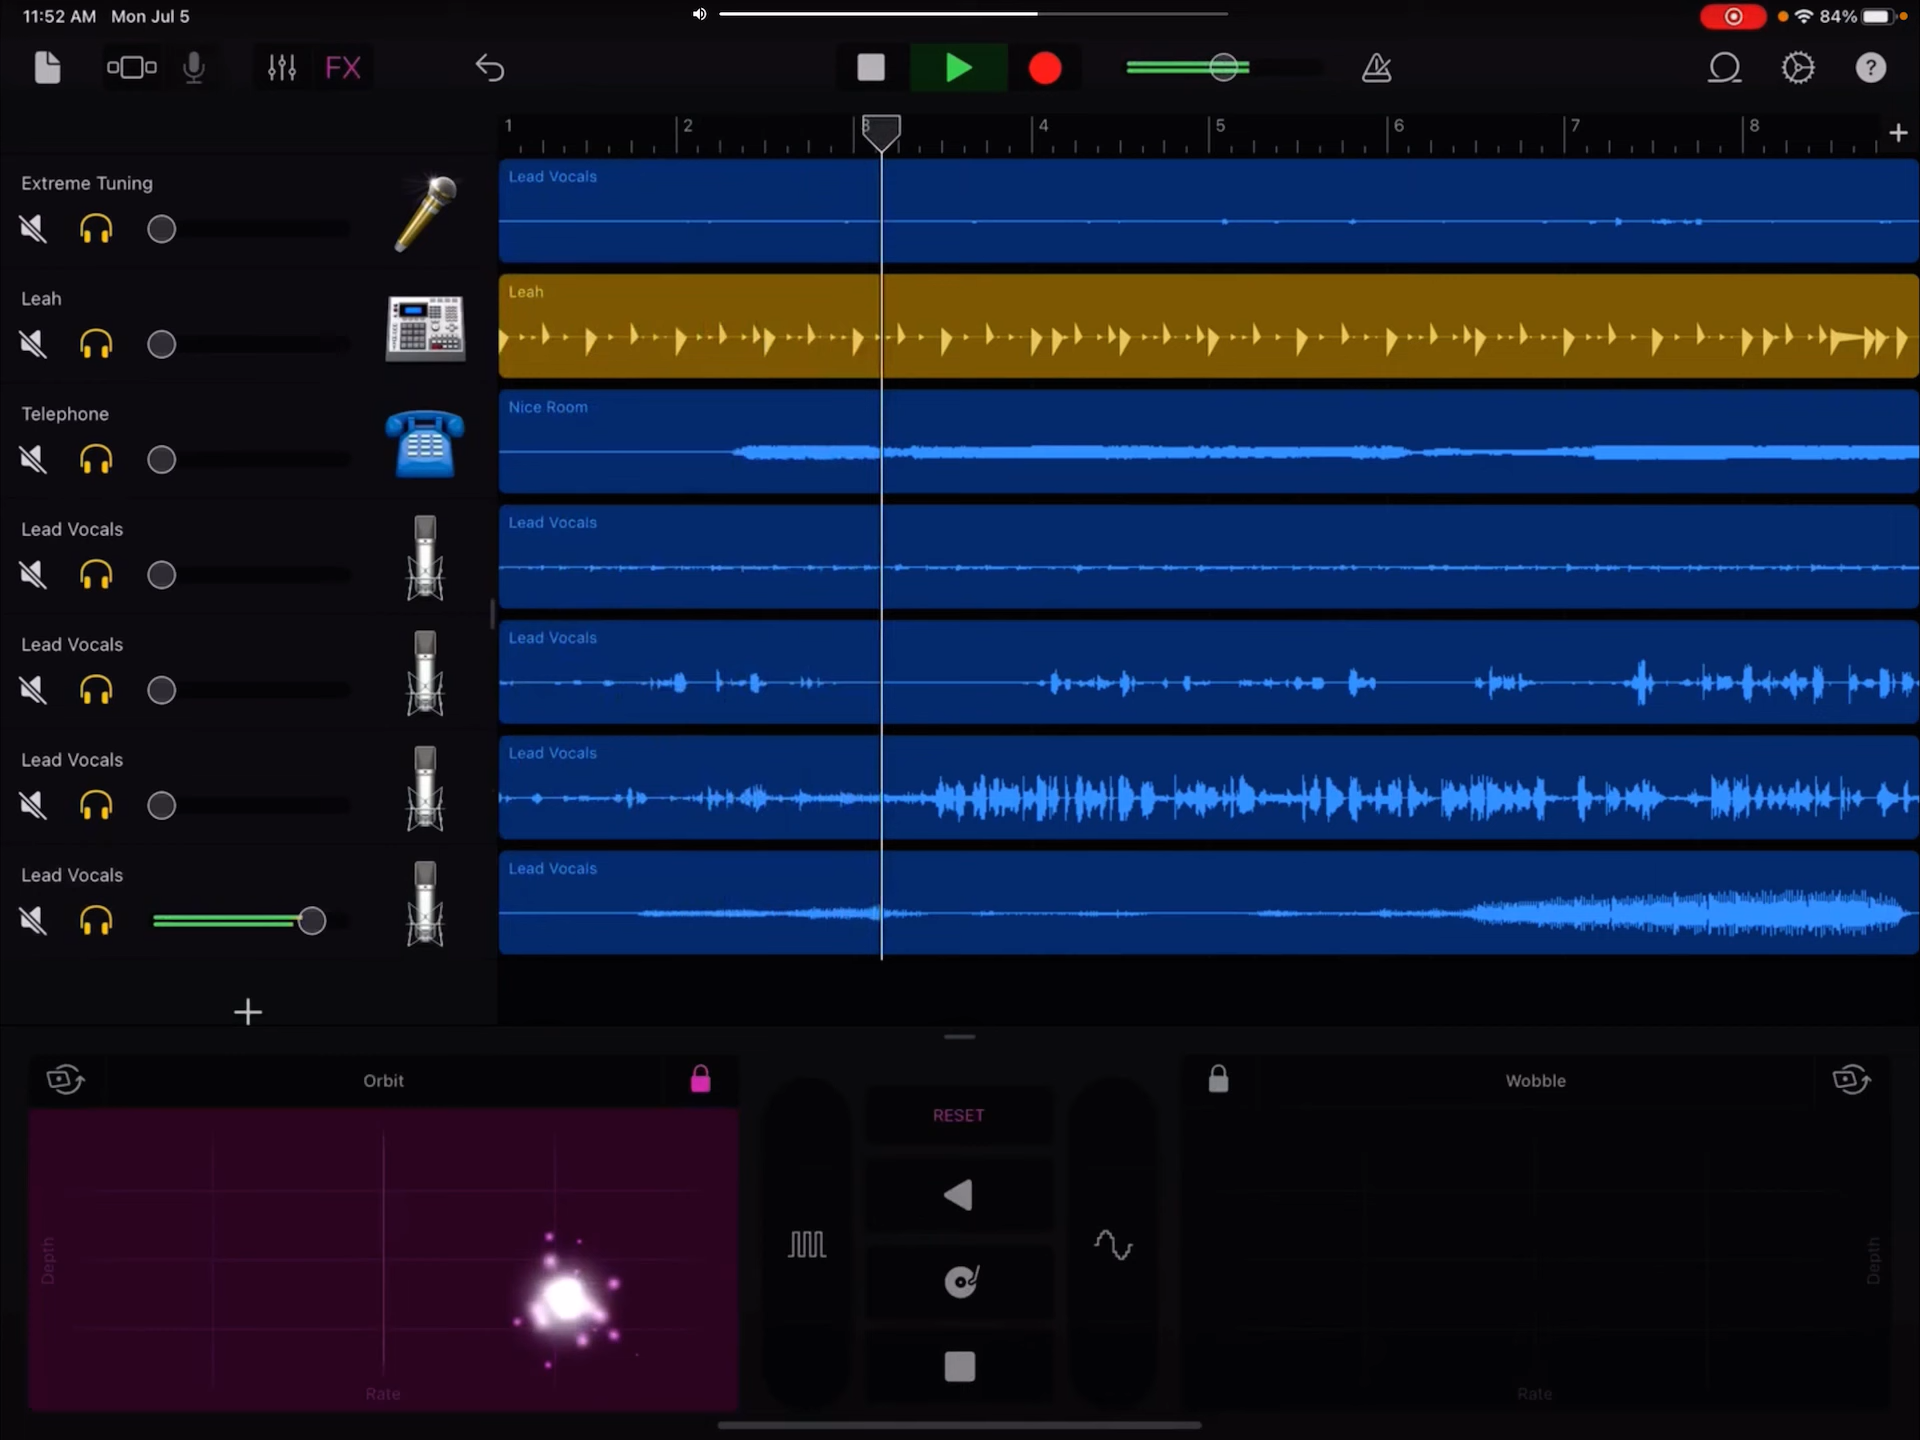 11:52 AM Mon Jul 5
84%
FX
?
1 2 3 4 5 6 7 8 +
Extreme Tuning
Lead Vocals
Leah
Leah
Telephone
Nice Room
Lead Vocals
Lead Vocals
Lead Vocals
Lead Vocals
Lead Vocals
Lead Vocals
Lead Vocals
Lead Vocals
+
Orbit
Wobble
RESET
Depth
Depth
Rate
Rate